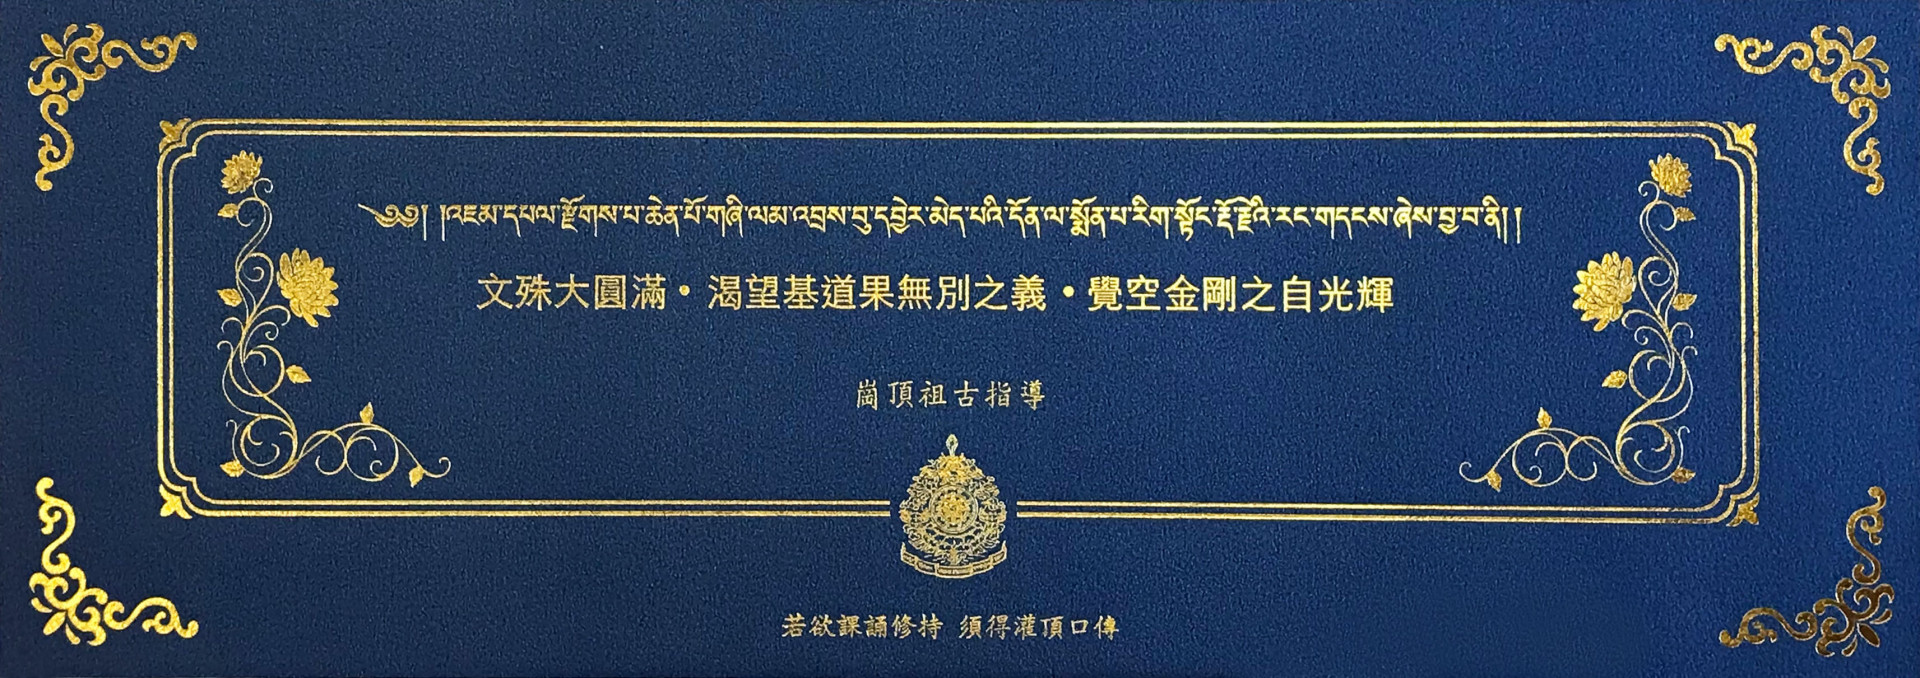 ༄༅། །འཇམ་དཔལ་རྫོགས་པ་ཆེན་པོ་གཞི་ལམ་འབྲས་བུ་དབྱེར་མེད་པའི་དོན་ལ་སྨོན་པ་རིག་སྟོང་རྡོ་རྗེའི་རང་གདངས་ཞེས་བྱ་བ་ནི། །
文殊大圓滿・渴望基道果無別之義・覺空金剛之自光輝
崗頂祖古指導
若欲課誦修持 須得灌頂口傳